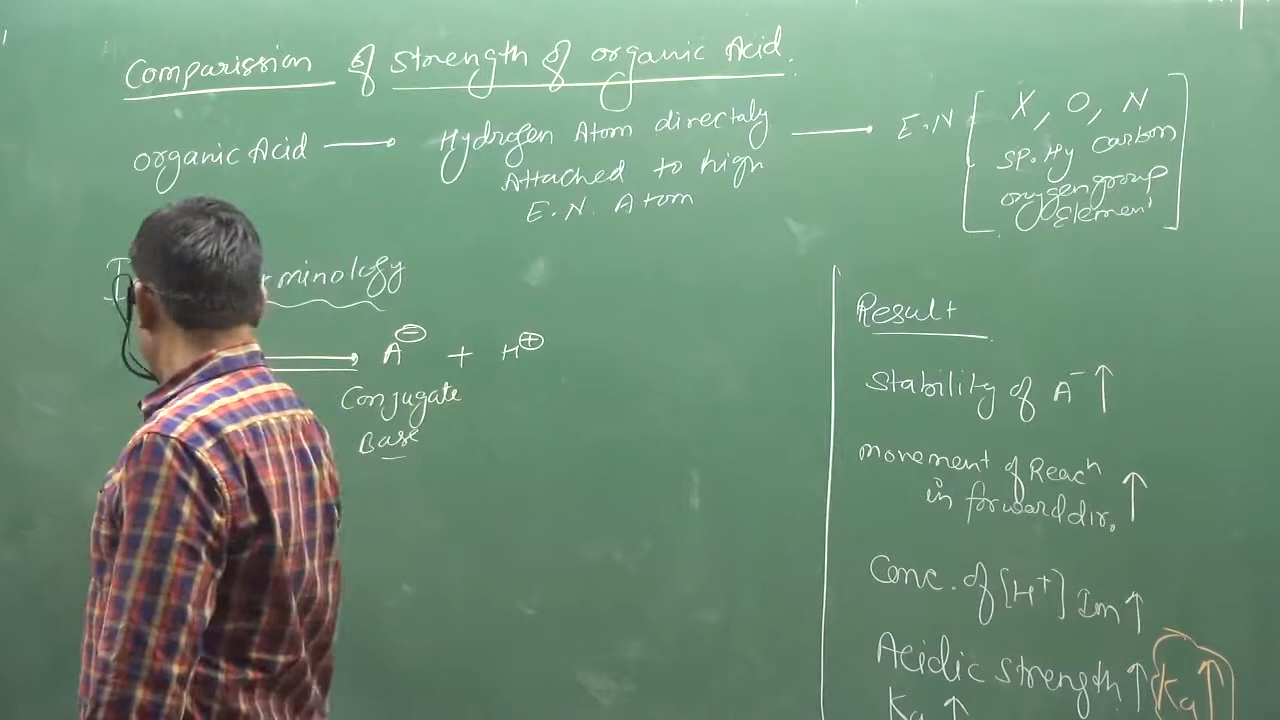 Comparission of Strength of organic Acid.
organic Acid → Hydrogen Atom directaly → E.N
Attached to high
E.N. Atom
X, O, N
SP. Hy carbon
oxygen group
Element
rminology
A⊖ + H⊕
Conjugate
Base
Result
Stability of A⁻ ↑
movement of Reacⁿ ↑
in forward dir.
Conc. of [H⁺] Im ↑
Acidic Strength ↑ Ka ↑
Ka ↑